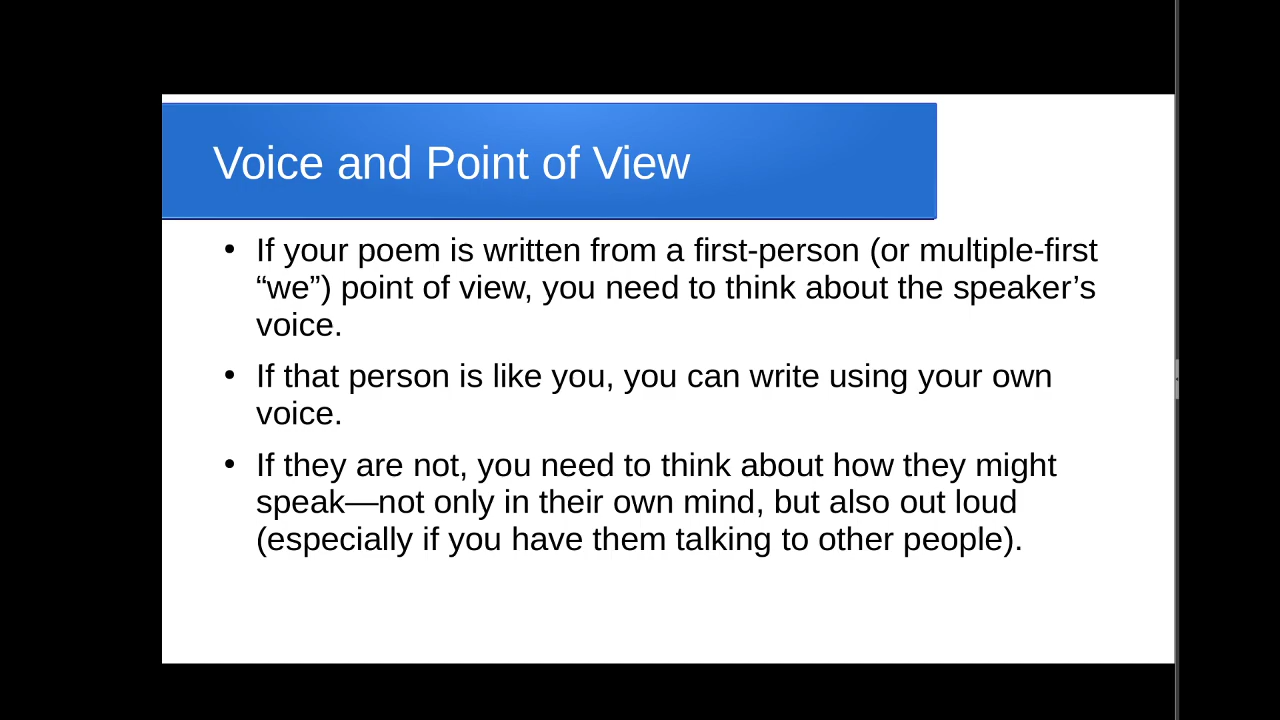 Voice and Point of View
• If your poem is written from a first-person (or multiple-first
“we”) point of view, you need to think about the speaker’s
voice.
• If that person is like you, you can write using your own
voice.
• If they are not, you need to think about how they might
speak—not only in their own mind, but also out loud
(especially if you have them talking to other people).